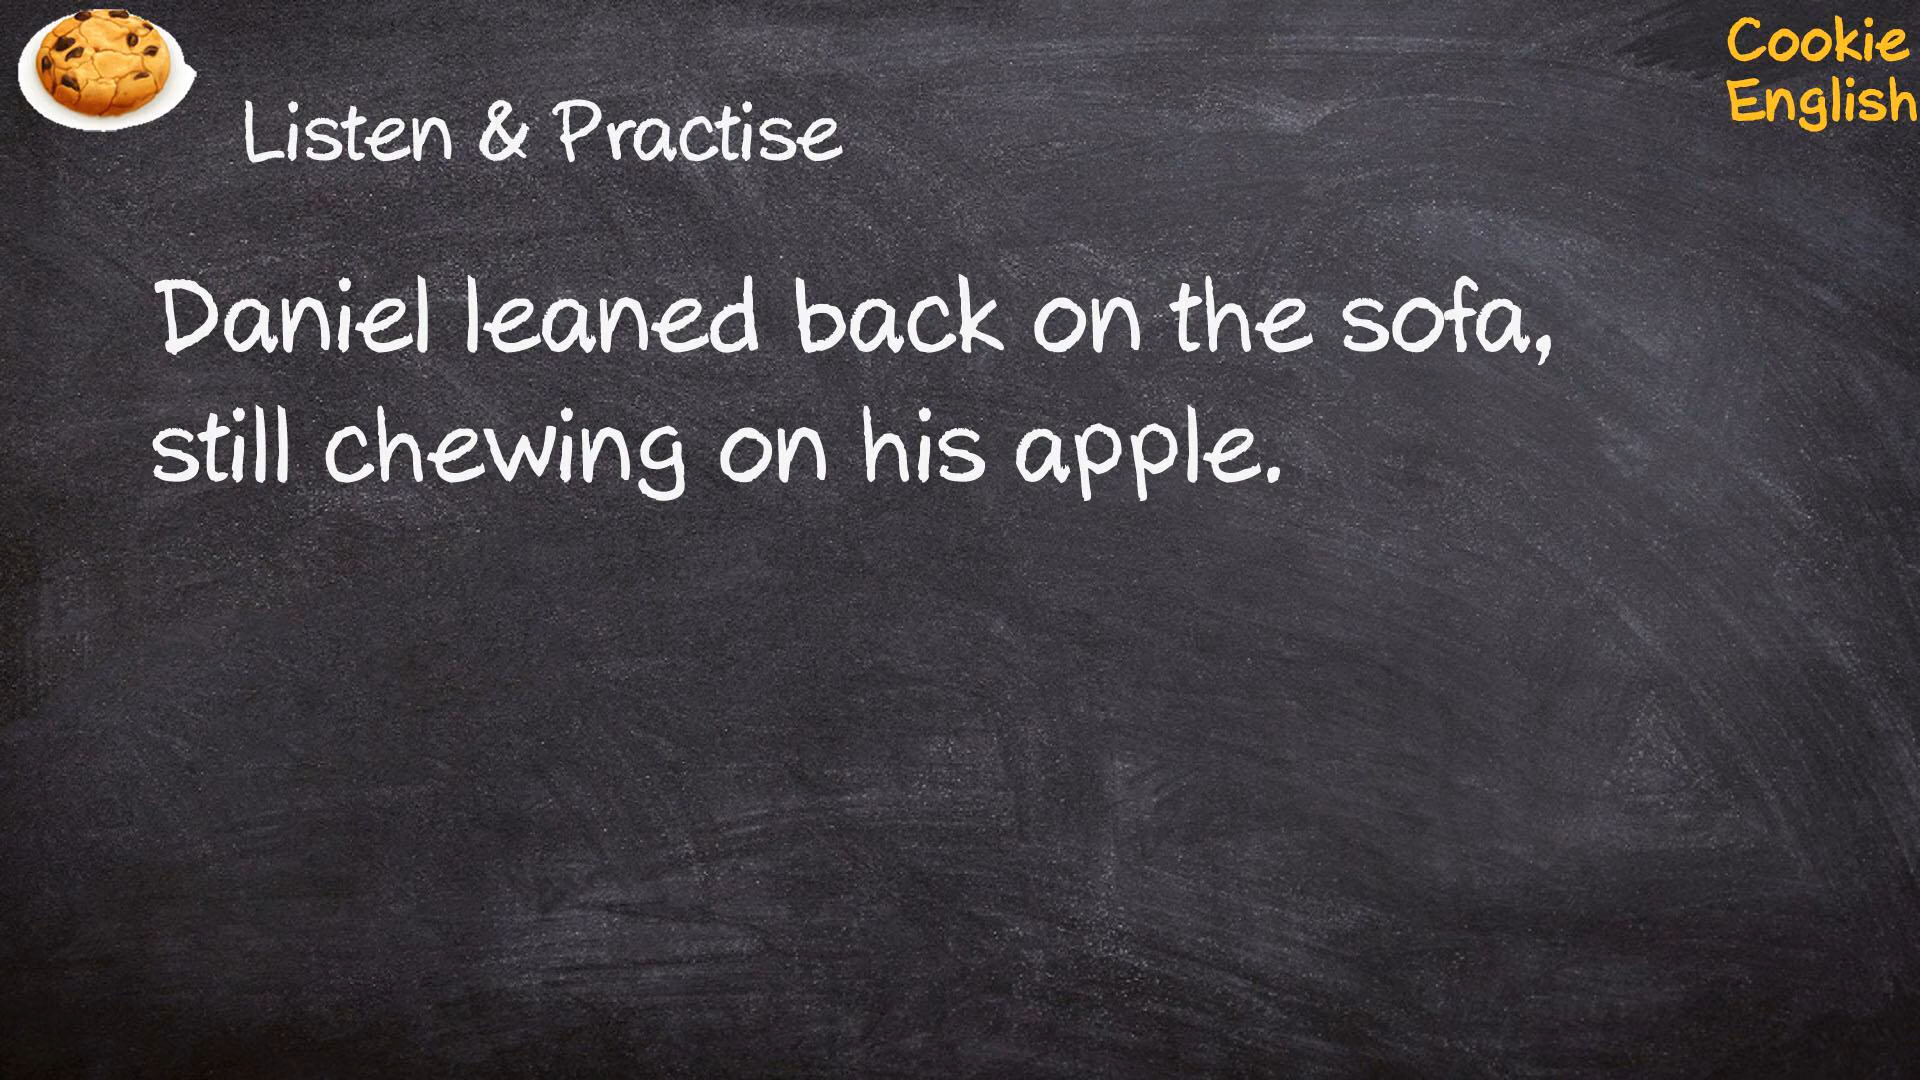 Cookie
English
Listen & Practise
Daniel leaned back on the sofa,
still chewing on his apple.